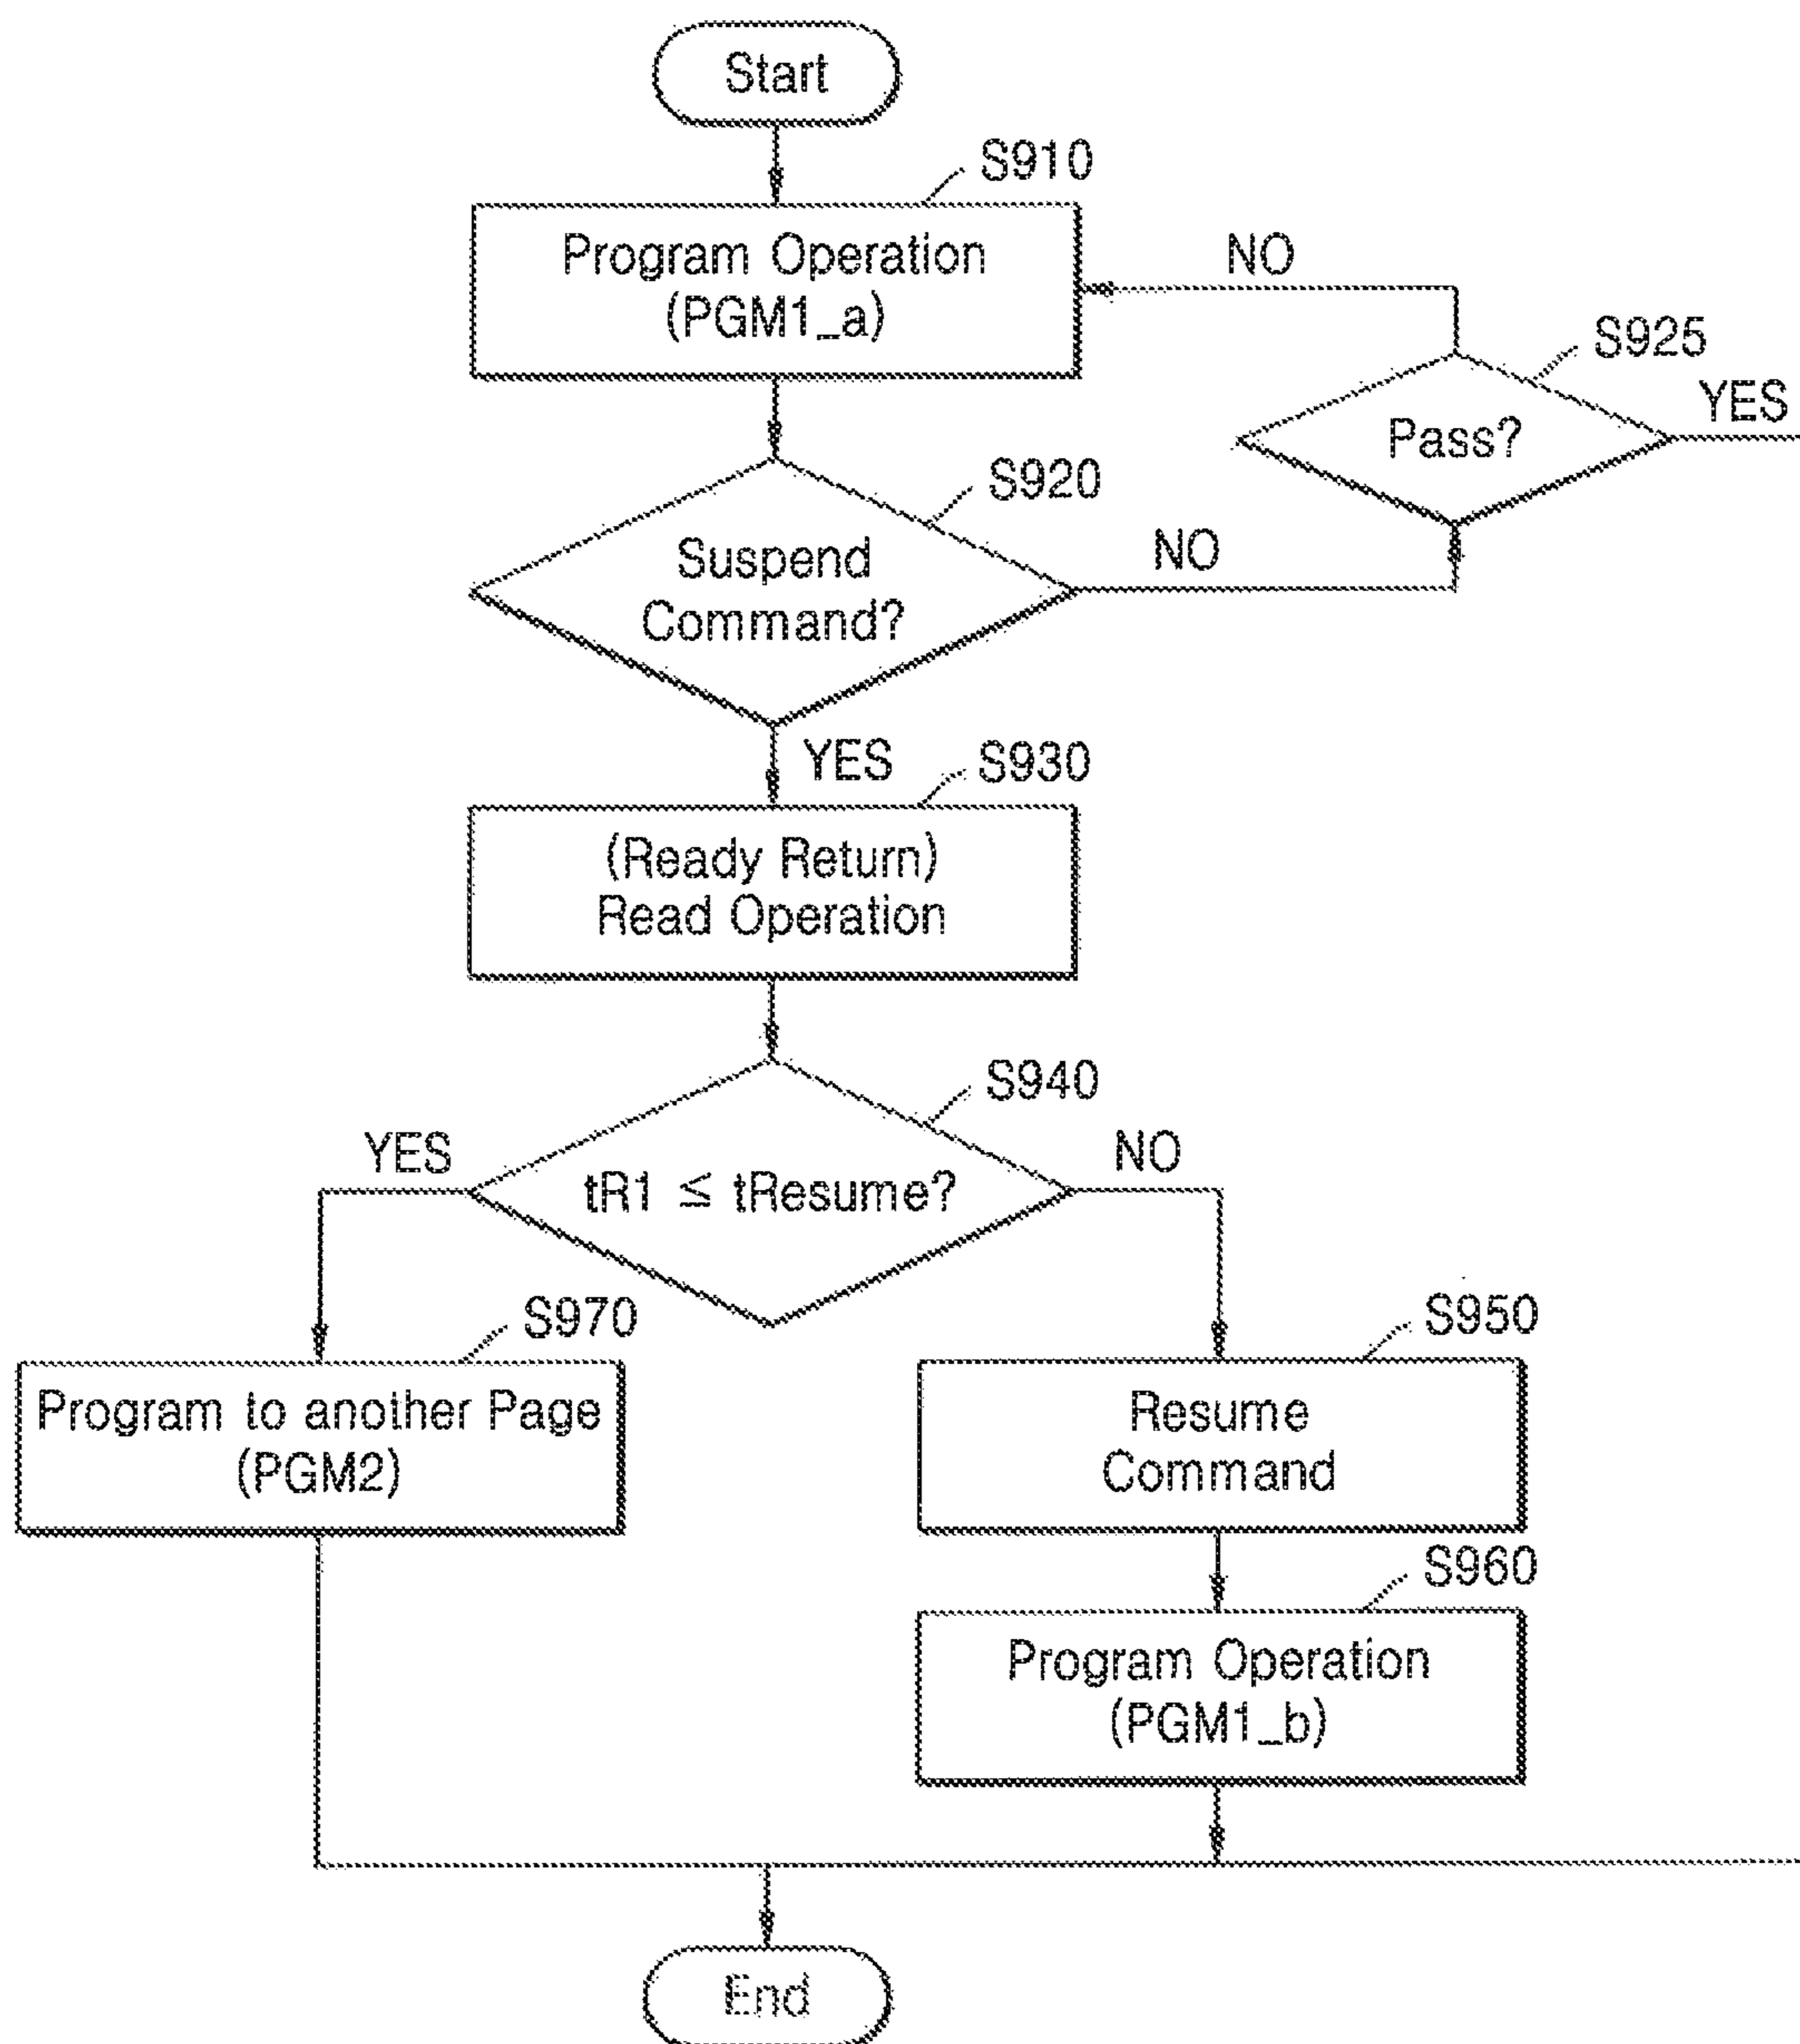 Start
S910
Program Operation
(PGM1_a)
NO
S925
Pass?
YES
S920
Suspend
Command?
NO
YES
S930
(Ready Return)
Read Operation
S940
YES
tR1 ≤ tResume?
NO
S970
Program to another Page
(PGM2)
S950
Resume
Command
S960
Program Operation
(PGM1_b)
End